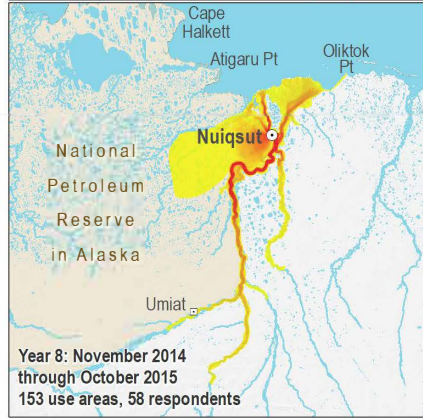 Cape
Halkett
Oliktok
Pt
Atigaru Pt
Nuiqsut
National
Petroleum
Reserve
in Alaska
Umiat
Year 8: November 2014
through October 2015
153 use areas, 58 respondents